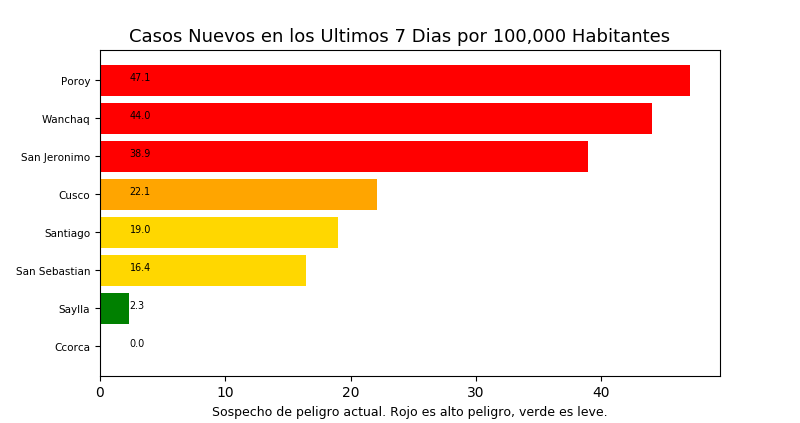 Casos Nuevos en los Ultimos 7 Dias por 100,000 Habitantes
Poroy 47.1
Wanchaq 44.0
San Jeronimo 38.9
Cusco 22.1
Santiago 19.0
San Sebastian 16.4
Saylla 2.3
Ccorca 0.0
0 10 20 30 40
Sospecho de peligro actual. Rojo es alto peligro, verde es leve.